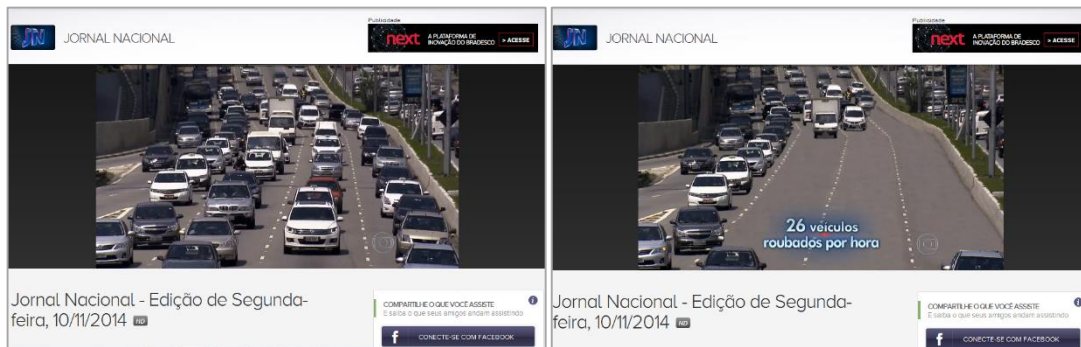 Publicidade
JN
JORNAL NACIONAL
next
A PLATAFORMA DE
INOVAÇÃO DO BRADESCO
> ACESSE
Jornal Nacional - Edição de Segunda-
feira, 10/11/2014 HD
COMPARTILHE O QUE VOCÊ ASSISTE
E saiba o que seus amigos andam assistindo
f CONECTE-SE COM FACEBOOK
Publicidade
JN
JORNAL NACIONAL
next
A PLATAFORMA DE
INOVAÇÃO DO BRADESCO
> ACESSE
26 veículos
roubados por hora
Jornal Nacional - Edição de Segunda-
feira, 10/11/2014 HD
COMPARTILHE O QUE VOCÊ ASSISTE
E saiba o que seus amigos andam assistindo
f CONECTE-SE COM FACEBOOK